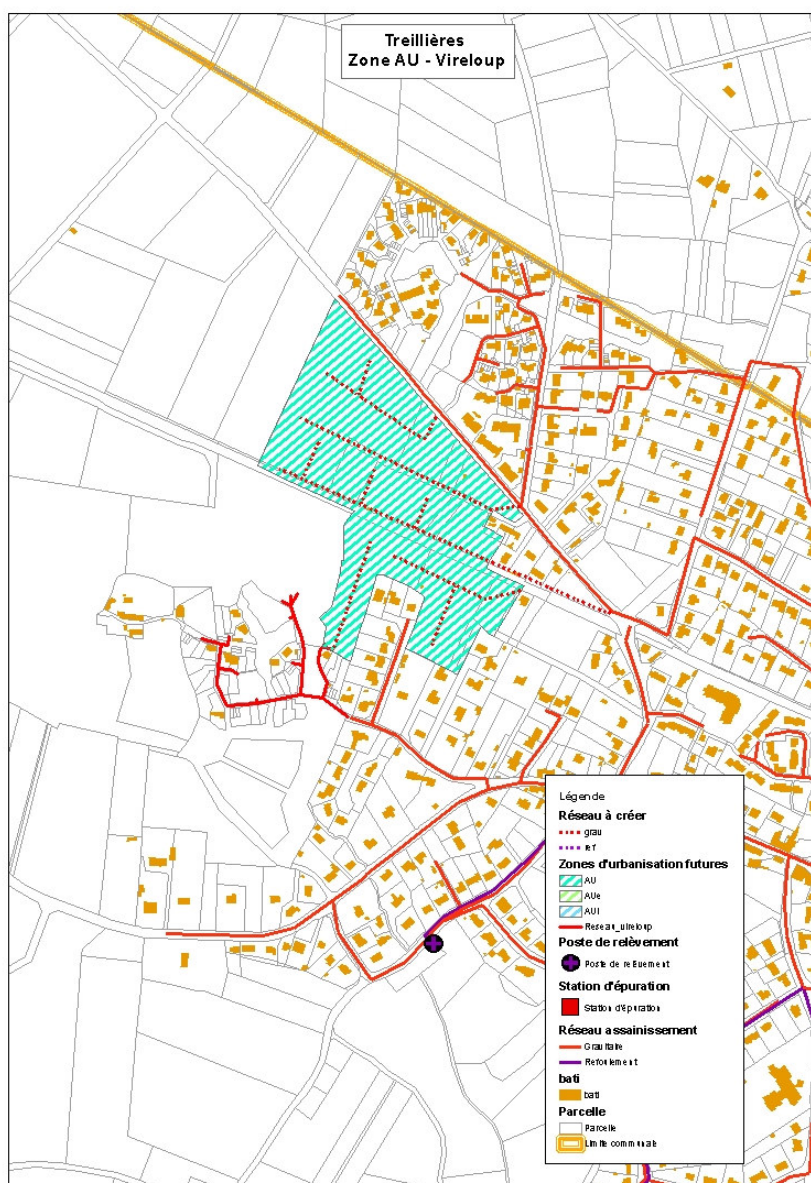 Treillières
Zone AU - Vireloup
Légende
Réseau à créer
grau
ref
Zones d'urbanisation futures
AU
AUe
AUl
Reseau_vireloup
Poste de relèvement
Poste de relèvement
Station d'épuration
Station d'épuration
Réseau assainissement
Gravitaire
Refoulement
bati
bati
Parcelle
Parcelle
Limite communale